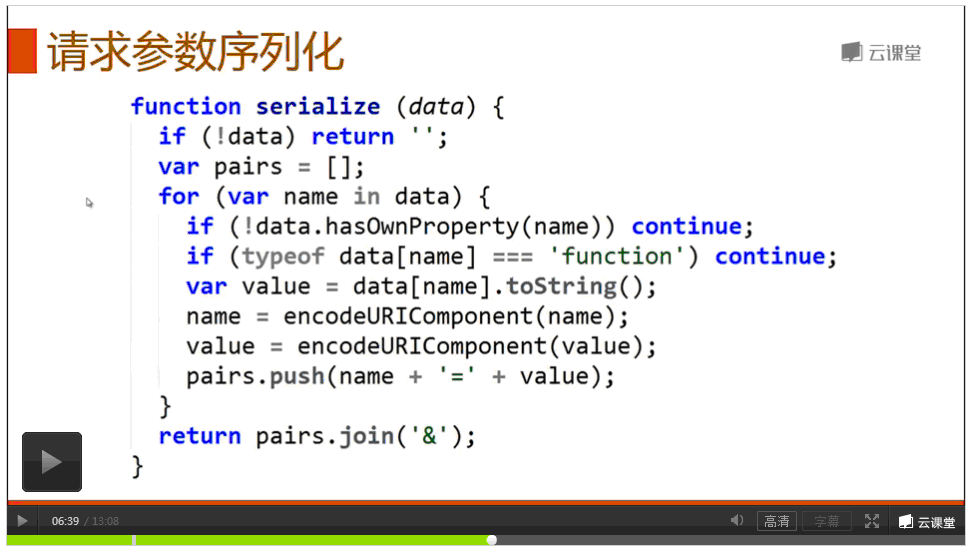 请求参数序列化
云课堂
function serialize (data) {
if (!data) return '';
var pairs = [];
for (var name in data) {
if (!data.hasOwnProperty(name)) continue;
if (typeof data[name] === 'function') continue;
var value = data[name].toString();
name = encodeURIComponent(name);
value = encodeURIComponent(value);
pairs.push(name + '=' + value);
}
return pairs.join('&');
}
06:39 / 13:08
高清
字幕
云课堂